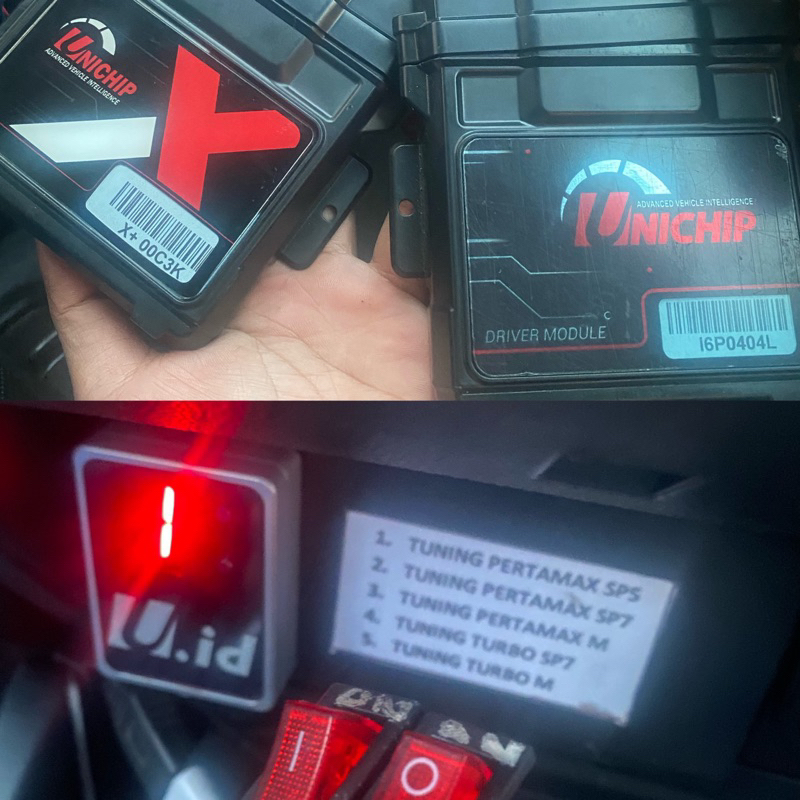 UNICHIP
ADVANCED VEHICLE INTELLIGENCE
X
X+ 00C3K
ADVANCED VEHICLE INTELLIGENCE
UNICHIP
C
DRIVER MODULE
I6P0404L
1
U.id
1. TUNING PERTAMAX SP5
2. TUNING PERTAMAX SP7
3. TUNING PERTAMAX M
4. TUNING TURBO SP7
5. TUNING TURBO M
I
O